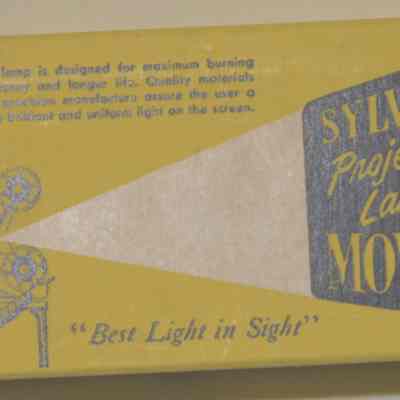 lamp is designed for maximum burning
and longer life. Quality materials
precision manufacture assure the user a
brilliant and uniform light on the screen.
SYLV
Proje
La
MOV
"Best Light in Sight"